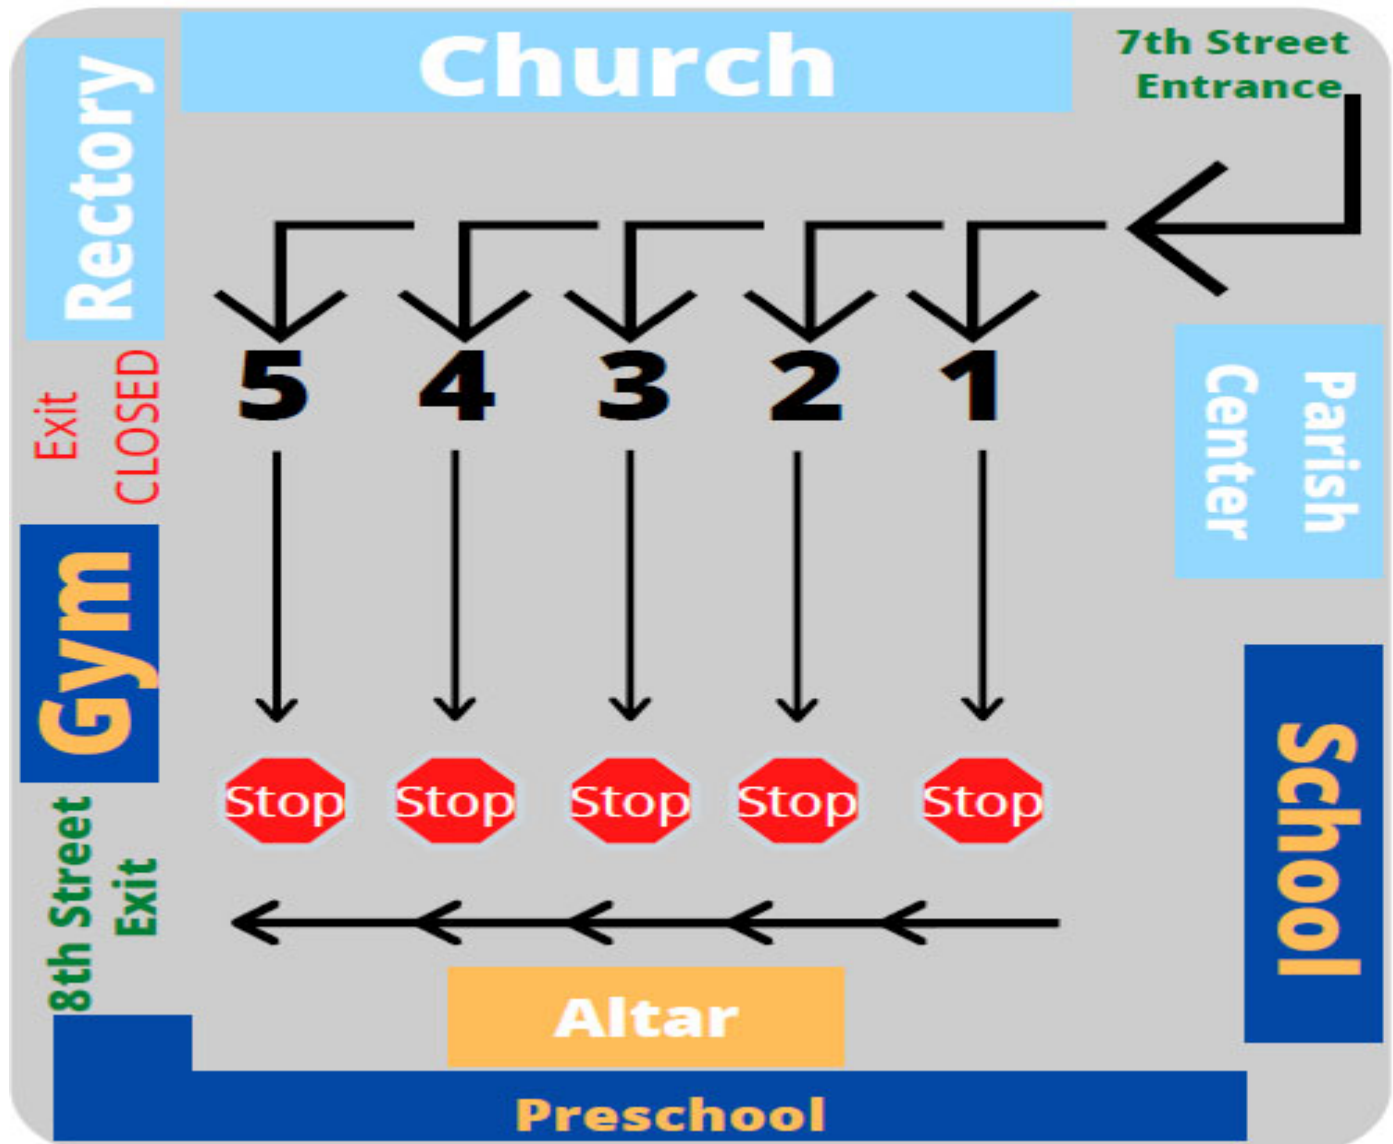 Church
7th Street
Entrance
Rectory
5 4 3 2 1
Exit
CLOSED
Parish
Center
Gym
School
Stop Stop Stop Stop Stop
8th Street
Exit
Altar
Preschool